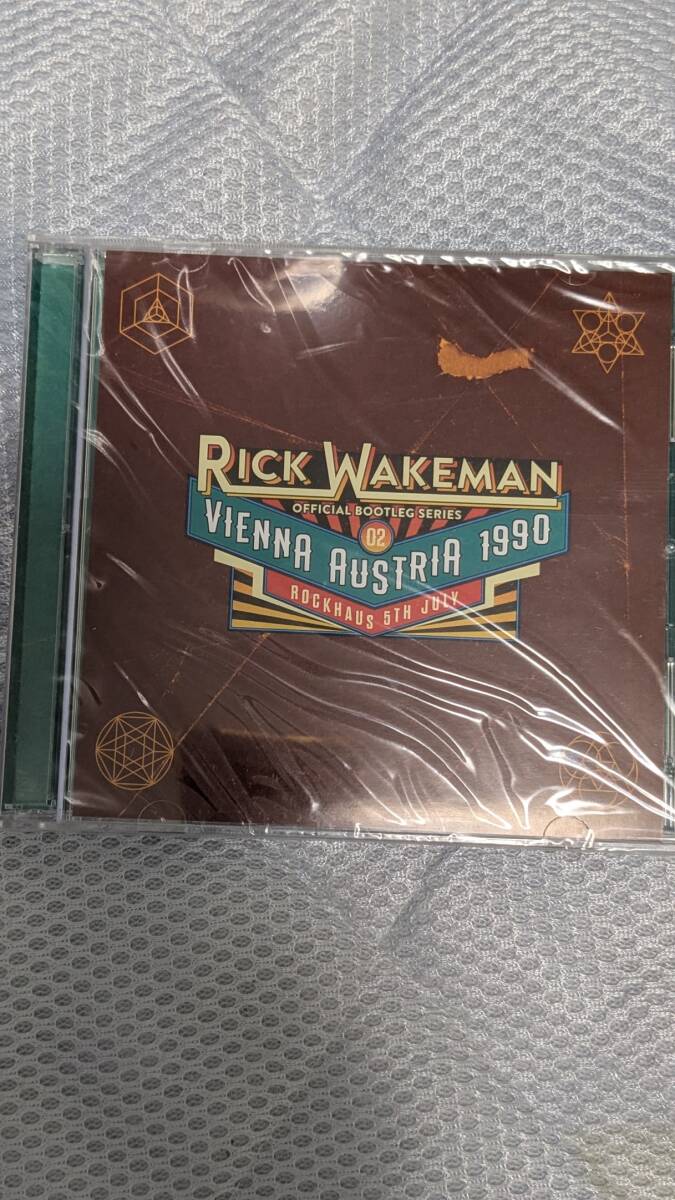 RICK WAKEMAN
OFFICIAL BOOTLEG SERIES
02
VIENNA AUSTRIA 1990
ROCKHAUS 5TH JULY